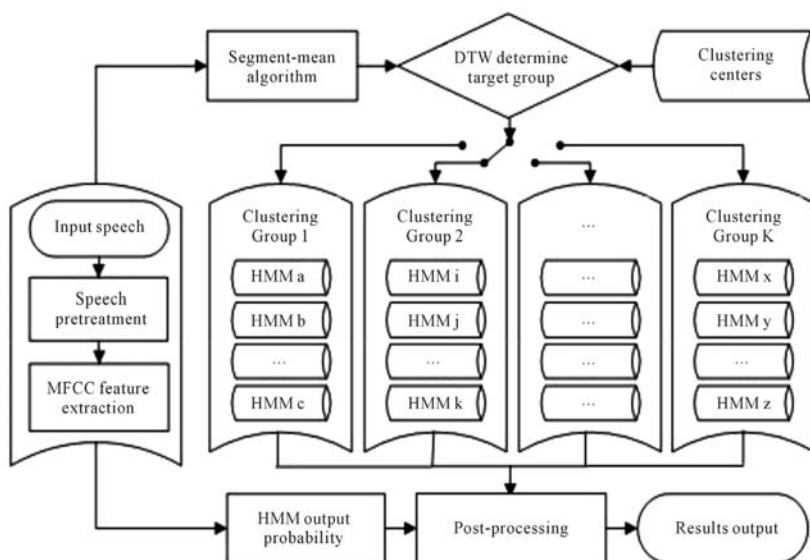 Segment-mean
algorithm
DTW determine
target group
Clustering
centers
Input speech
Speech
pretreatment
MFCC feature
extraction
Clustering
Group 1
HMM a
HMM b
...
HMM c
Clustering
Group 2
HMM i
HMM j
...
HMM k
...
...
...
...
...
Clustering
Group K
HMM x
HMM y
...
HMM z
HMM output
probability
Post-processing
Results output